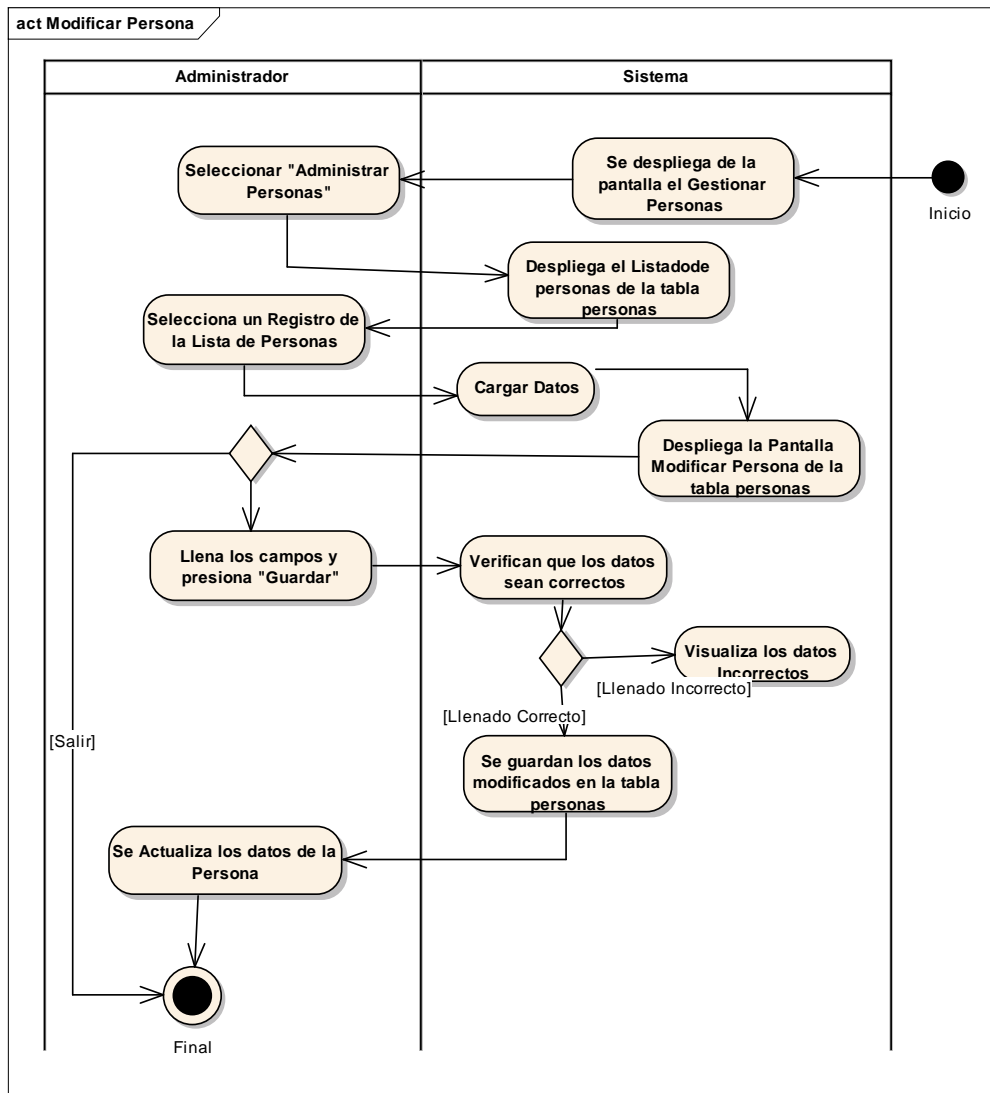 act Modificar Persona
Administrador
Sistema
Seleccionar "Administrar
Personas"
Se despliega de la
pantalla el Gestionar
Personas
Inicio
Despliega el Listadode
personas de la tabla
personas
Selecciona un Registro de
la Lista de Personas
Cargar Datos
Despliega la Pantalla
Modificar Persona de la
tabla personas
Llena los campos y
presiona "Guardar"
Verifican que los datos
sean correctos
Visualiza los datos
Incorrectos
[Llenado Incorrecto]
[Llenado Correcto]
[Salir]
Se guardan los datos
modificados en la tabla
personas
Se Actualiza los datos de la
Persona
Final